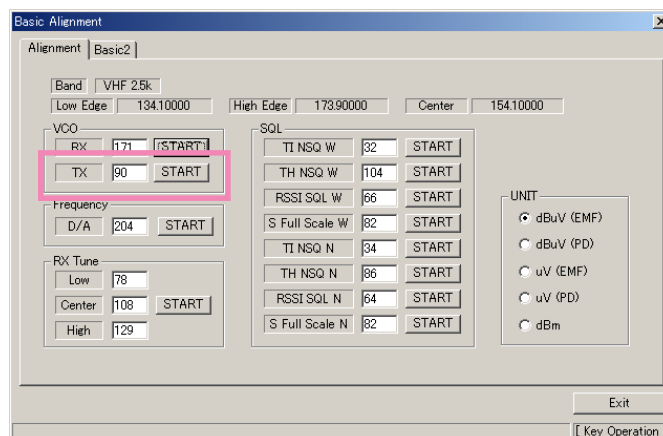 Basic Alignment
Alignment Basic2
Band VHF 2.5k
Low Edge 134.10000 High Edge 173.90000 Center 154.10000
VCO
RX 171 (START)
TX 90 START
Frequency
D/A 204 START
RX Tune
Low 78
Center 108 START
High 129
SQL
TI NSQ W 32 START
TH NSQ W 104 START
RSSI SQL W 66 START
S Full Scale W 82 START
TI NSQ N 34 START
TH NSQ N 86 START
RSSI SQL N 64 START
S Full Scale N 82 START
UNIT
dBuV (EMF)
dBuV (PD)
uV (EMF)
uV (PD)
dBm
Exit
[ Key Operation